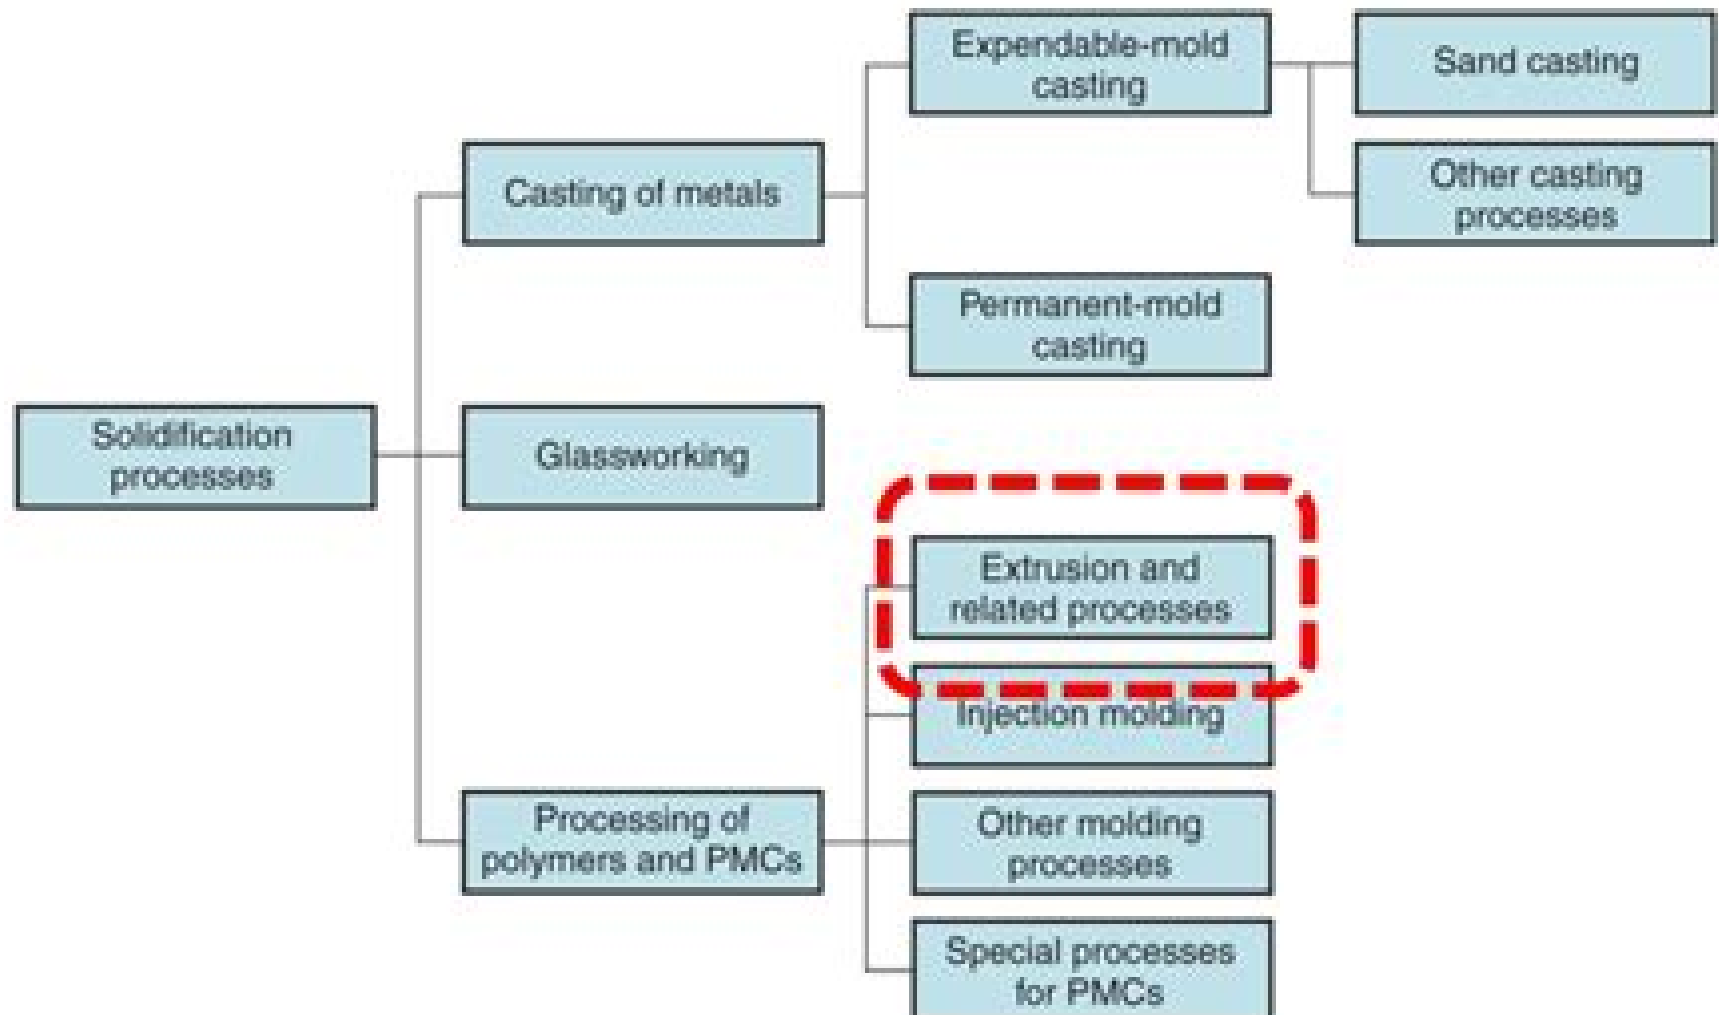 Expendable-mold
casting
Sand casting
Casting of metals
Other casting
processes
Permanent-mold
casting
Solidification
processes
Glassworking
Extrusion and
related processes
Injection molding
Processing of
polymers and PMCs
Other molding
processes
Special processes
for PMCs